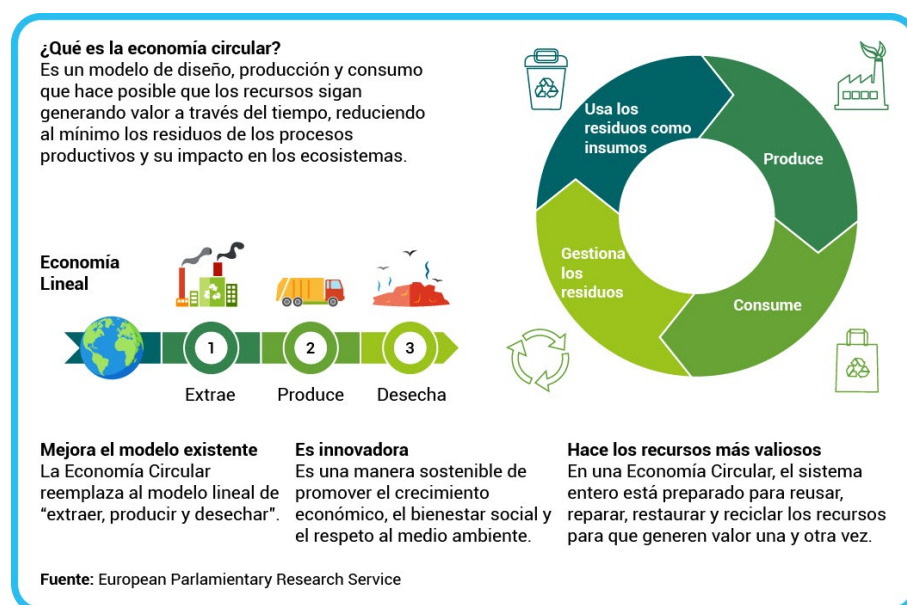 ¿Qué es la economía circular?
Es un modelo de diseño, producción y consumo
que hace posible que los recursos sigan
generando valor a través del tiempo, reduciendo
al mínimo los residuos de los procesos
productivos y su impacto en los ecosistemas.
Usa los
residuos como
insumos
Produce
Gestiona
los
residuos
Consume
Economía
Lineal
1
2
3
Extrae
Produce
Desecha
Mejora el modelo existente
La Economía Circular
reemplaza al modelo lineal de
“extraer, producir y desechar”.
Es innovadora
Es una manera sostenible de
promover el crecimiento
económico, el bienestar social y
el respeto al medio ambiente.
Hace los recursos más valiosos
En una Economía Circular, el sistema
entero está preparado para reusar,
reparar, restaurar y reciclar los recursos
para que generen valor una y otra vez.
Fuente: European Parlamientary Research Service